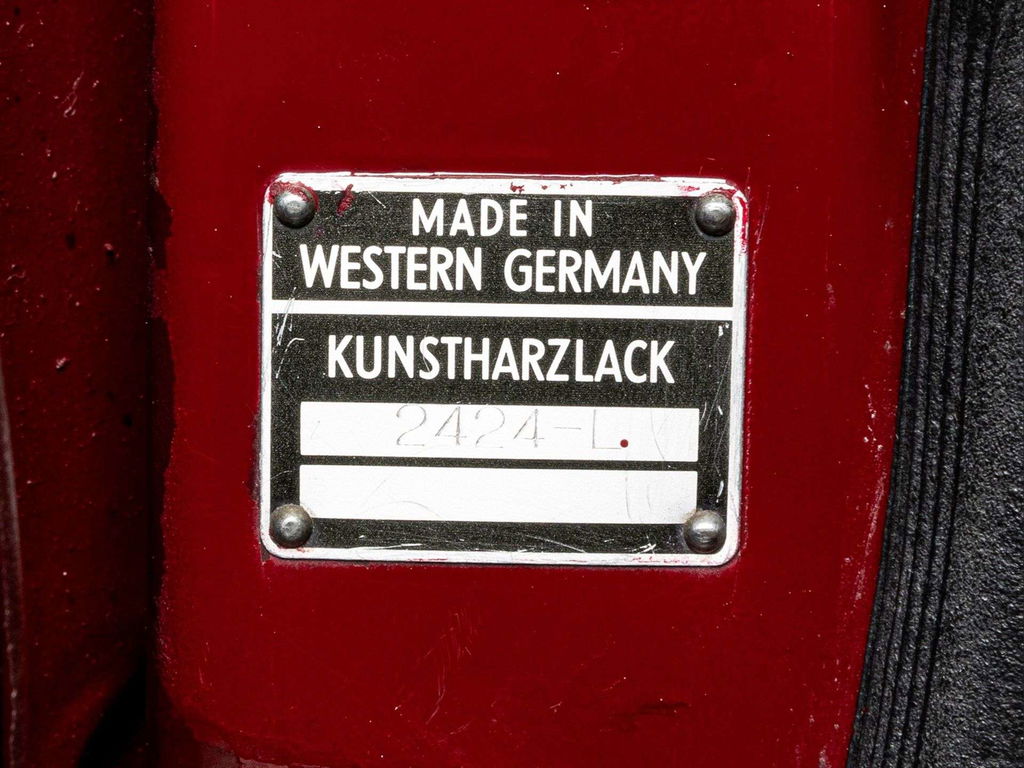 MADE IN
WESTERN GERMANY
KUNSTHARZLACK
2424-L